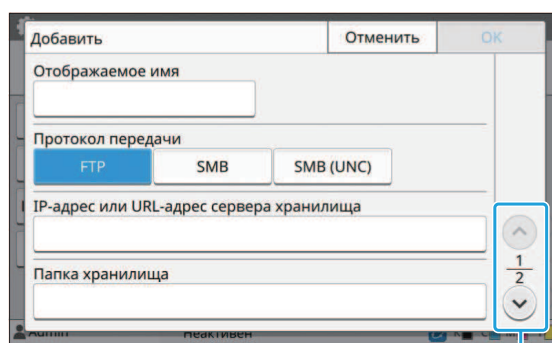 Добавить
Отменить
OK
Отображаемое имя
Протокол передачи
FTP
SMB
SMB (UNC)
IP-адрес или URL-адрес сервера хранилища
1
2
Папка хранилища
Admin
Неактивен